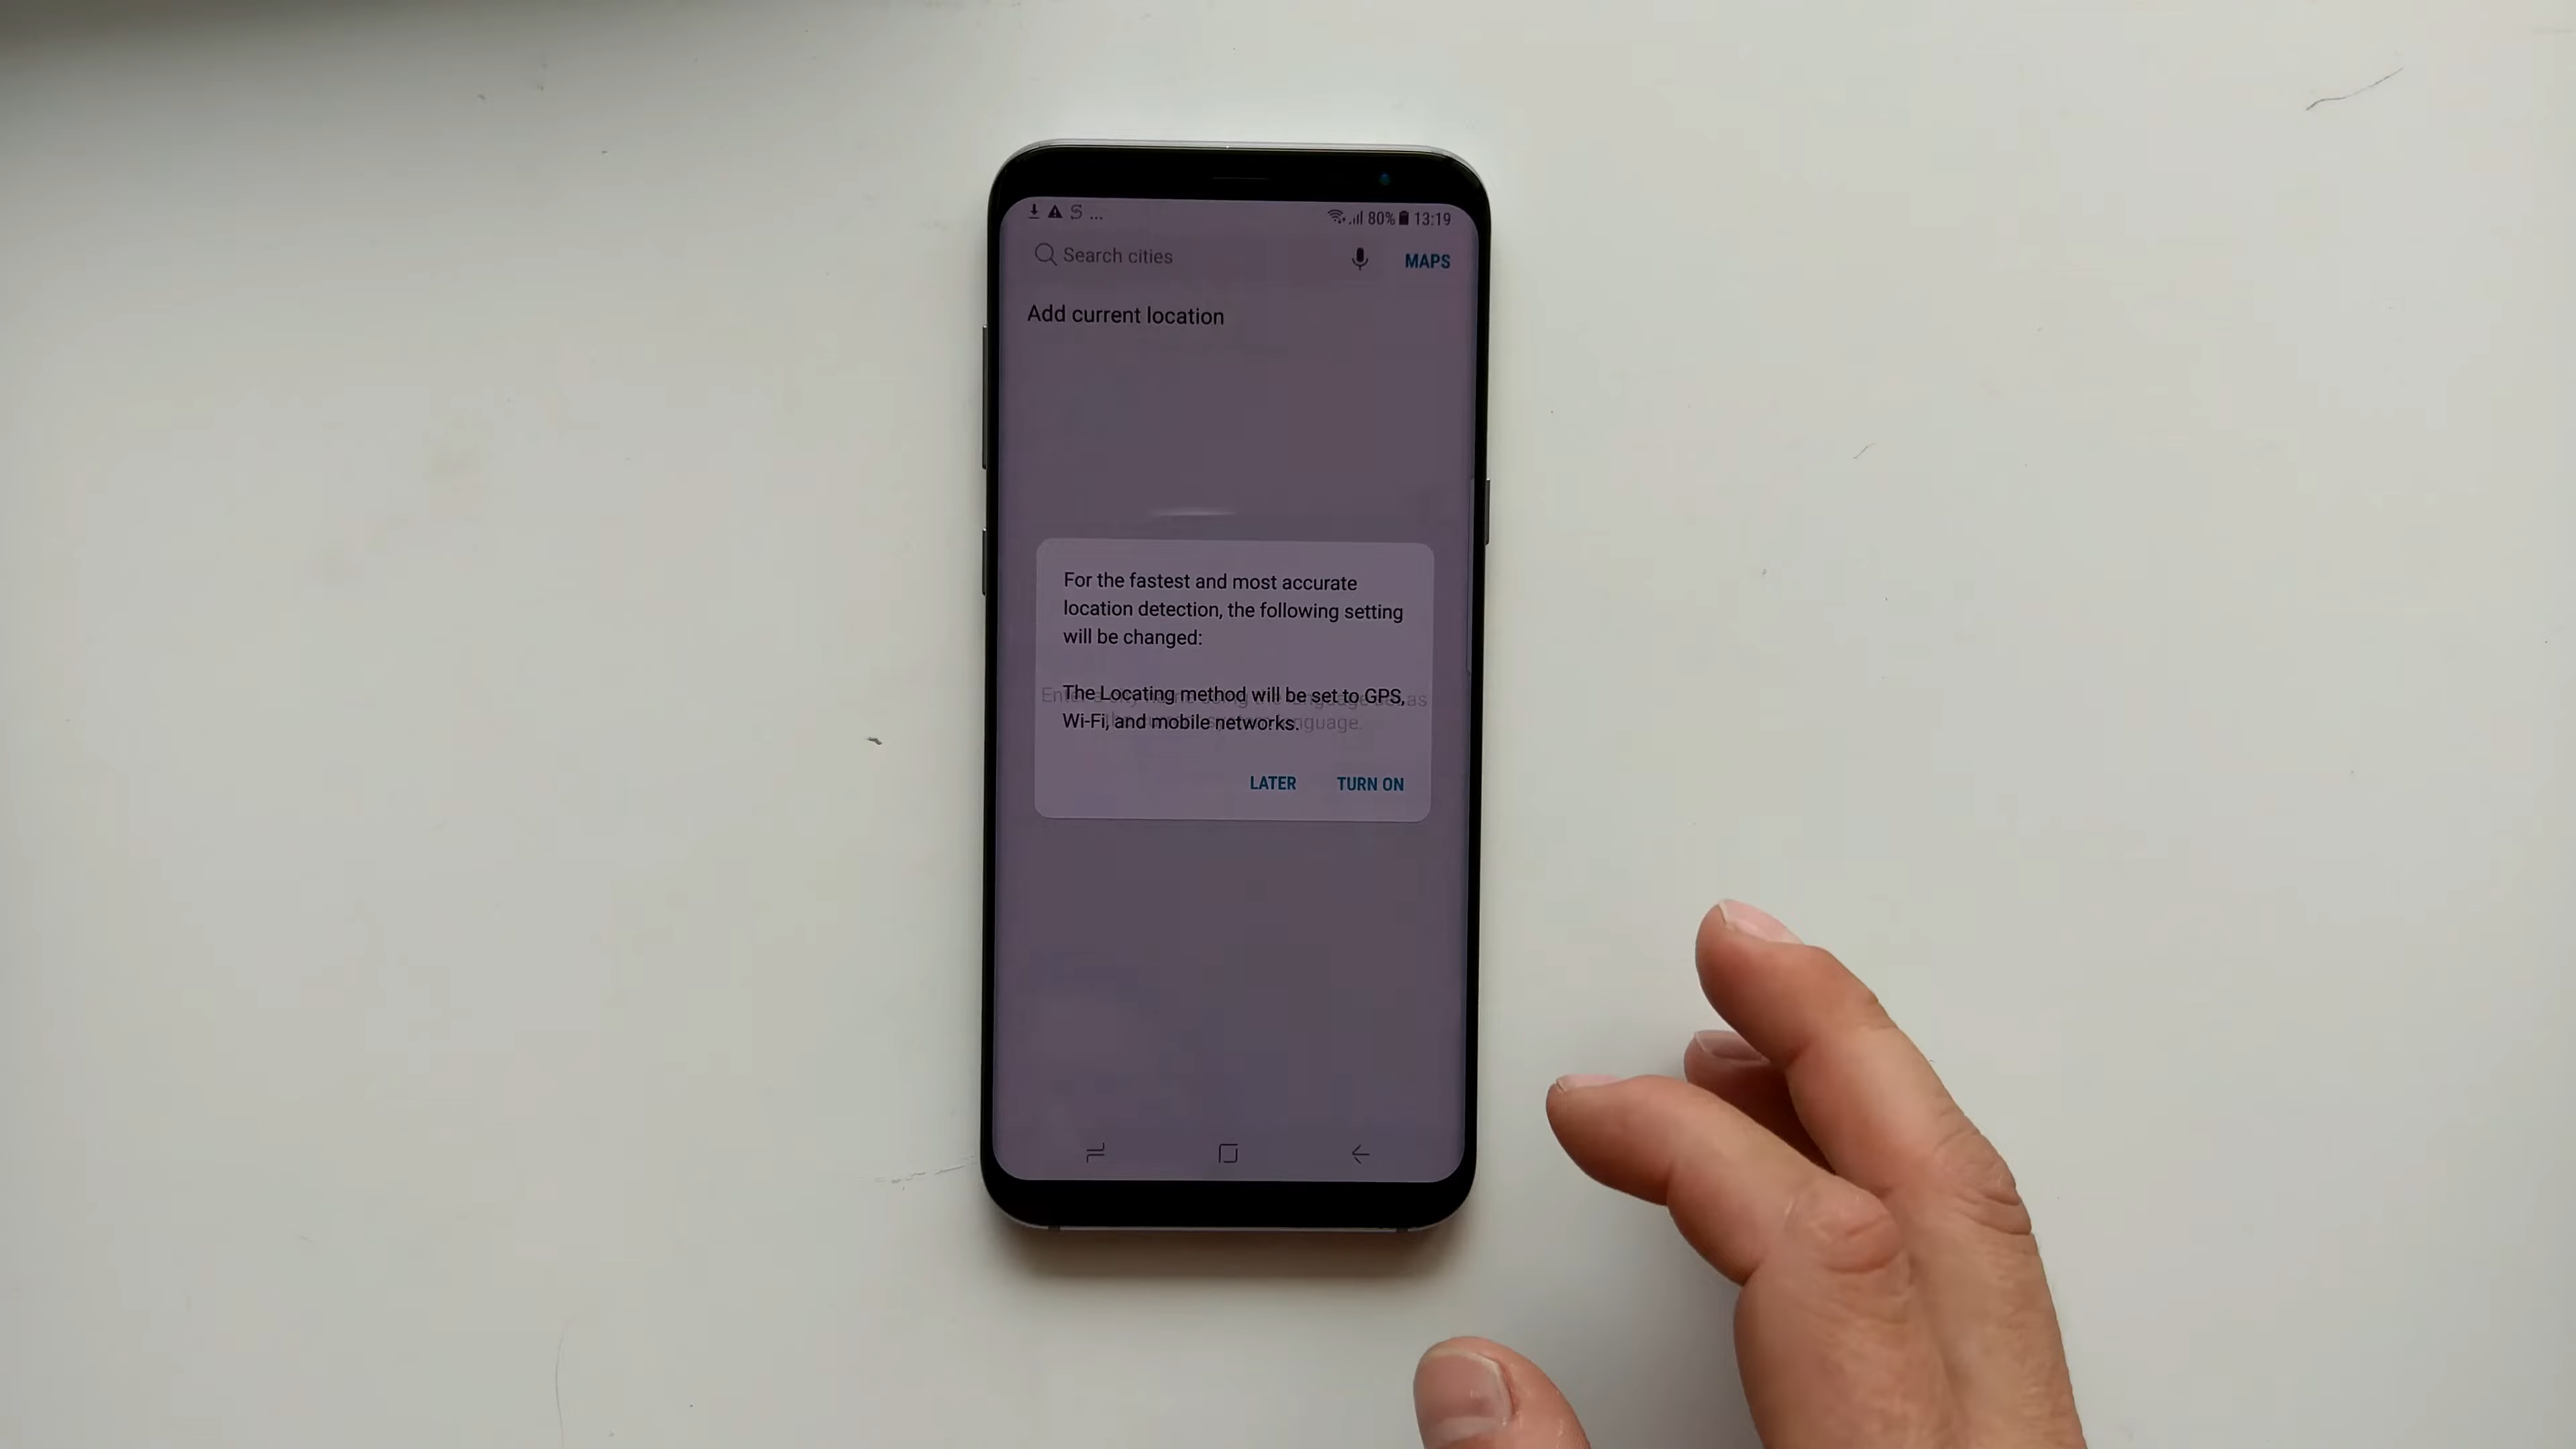 80% 13:19
Search cities
MAPS
Add current location
For the fastest and most accurate
location detection, the following setting
will be changed:
The Locating method will be set to GPS,
Wi-Fi, and mobile networks.
LATER TURN ON